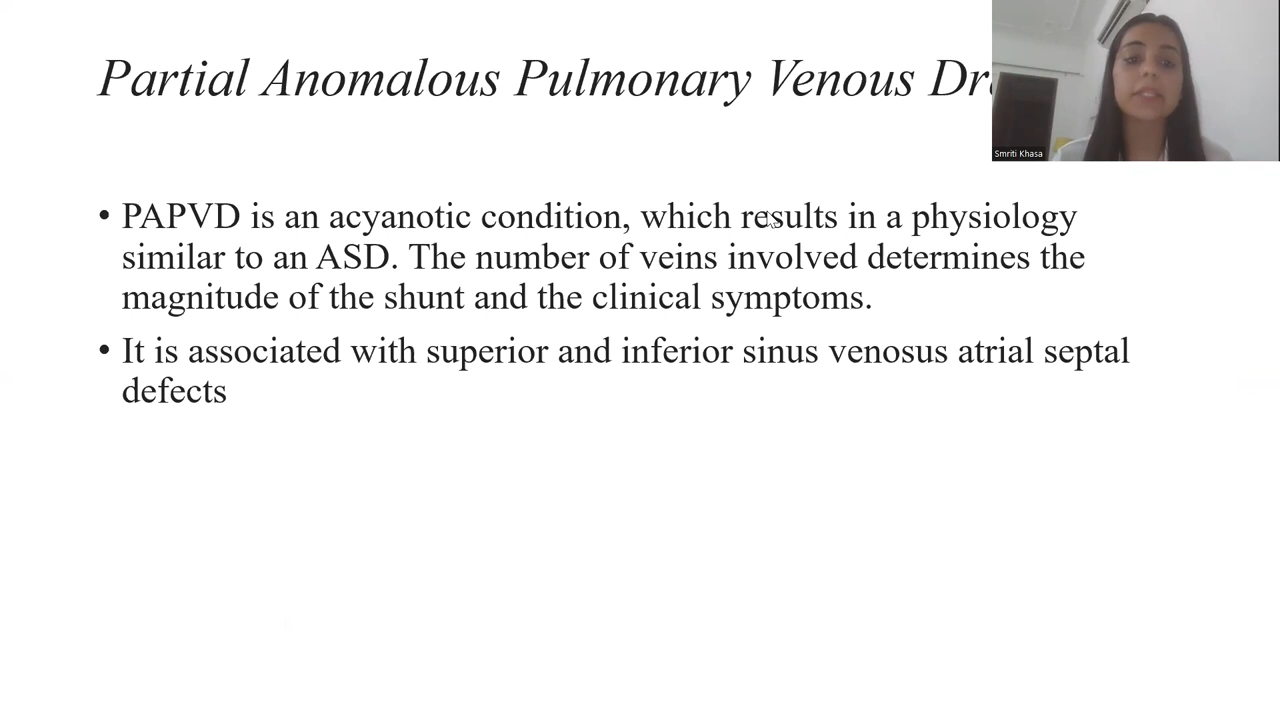 Partial Anomalous Pulmonary Venous
Smriti Khasa
• PAPVD is an acyanotic condition, which results in a physiology
similar to an ASD. The number of veins involved determines the
magnitude of the shunt and the clinical symptoms.
• It is associated with superior and inferior sinus venosus atrial septal
defects